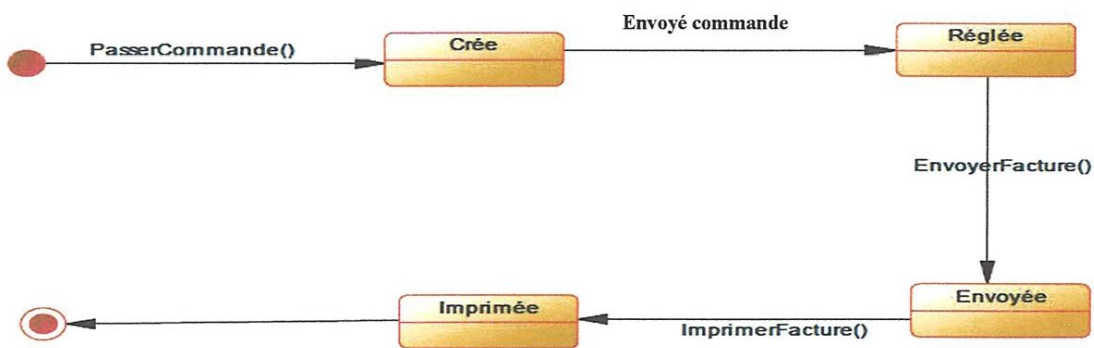 PasserCommande()
Crée
Envoyé commande
Réglée
EnvoyerFacture()
Envoyée
ImprimerFacture()
Imprimée